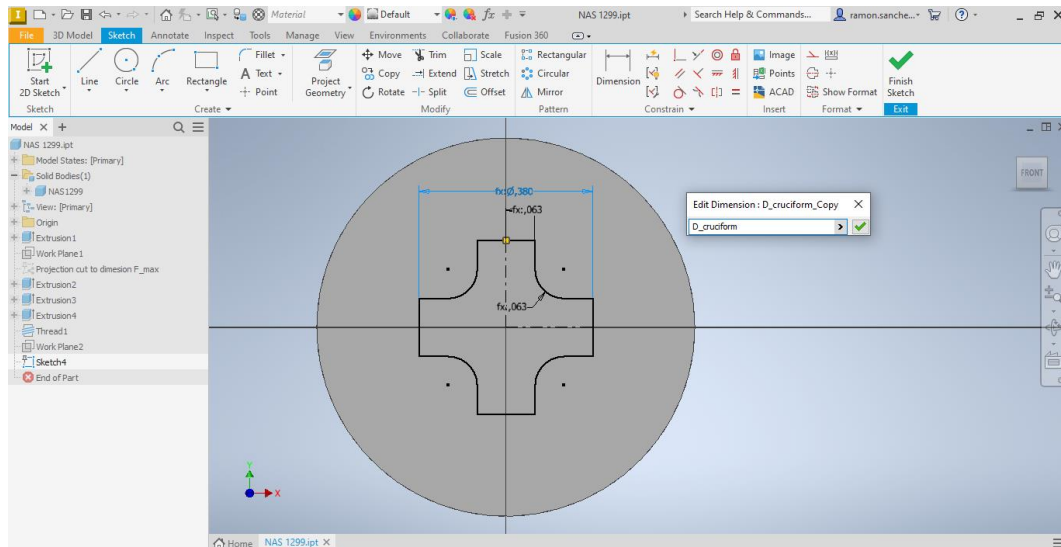 Material
Default
fx
NAS 1299.ipt
Search Help & Commands...
ramon.sanche...
File 3D Model Sketch Annotate Inspect Tools Manage View Environments Collaborate Fusion 360
Start
2D Sketch
Line
Circle
Arc
Rectangle
Fillet
Text
Point
Project
Geometry
Move
Copy
Rotate
Trim
Extend
Split
Scale
Stretch
Offset
Rectangular
Circular
Mirror
Dimension
Image
Points
ACAD
Show Format
Finish
Sketch
Sketch
Create
Modify
Pattern
Constrain
Insert
Format
Exit
Model
NAS 1299.ipt
Model States: [Primary]
Solid Bodies(1)
NAS1299
View: [Primary]
Origin
Extrusion1
Work Plane1
Projection cut to dimesion F_max
Extrusion2
Extrusion3
Extrusion4
Thread1
Work Plane2
Sketch4
End of Part
fx:Ø,380
fx:,063
fx:,063
Edit Dimension : D_cruciform_Copy
D_cruciform
FRONT
Y
X
Home
NAS 1299.ipt